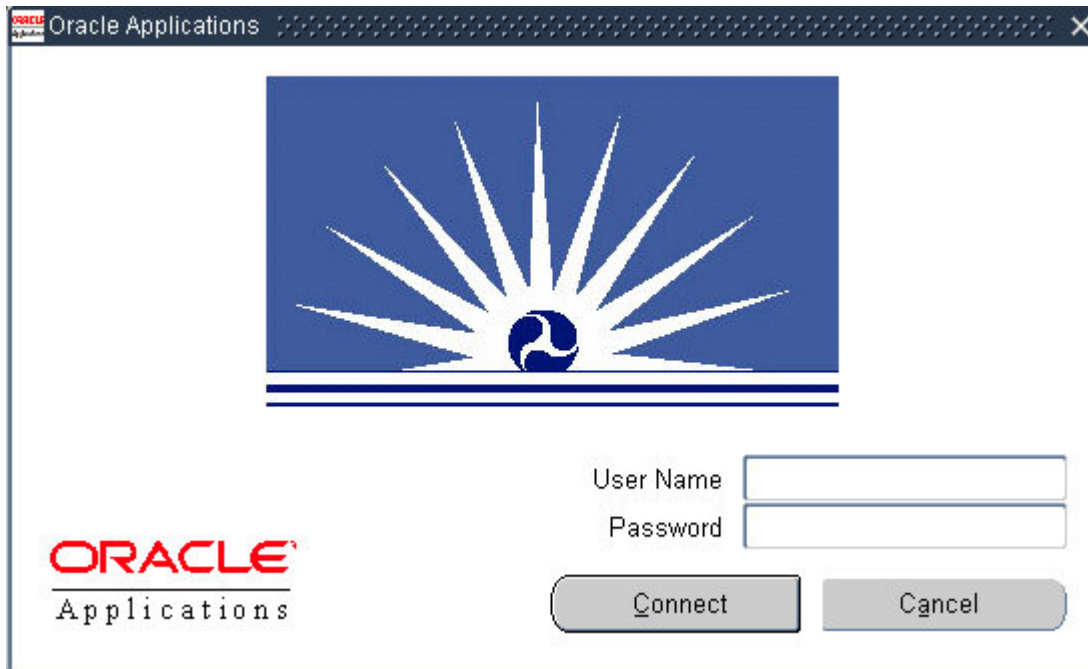 Oracle Applications
User Name
Password
ORACLE
Applications
Connect
Cancel